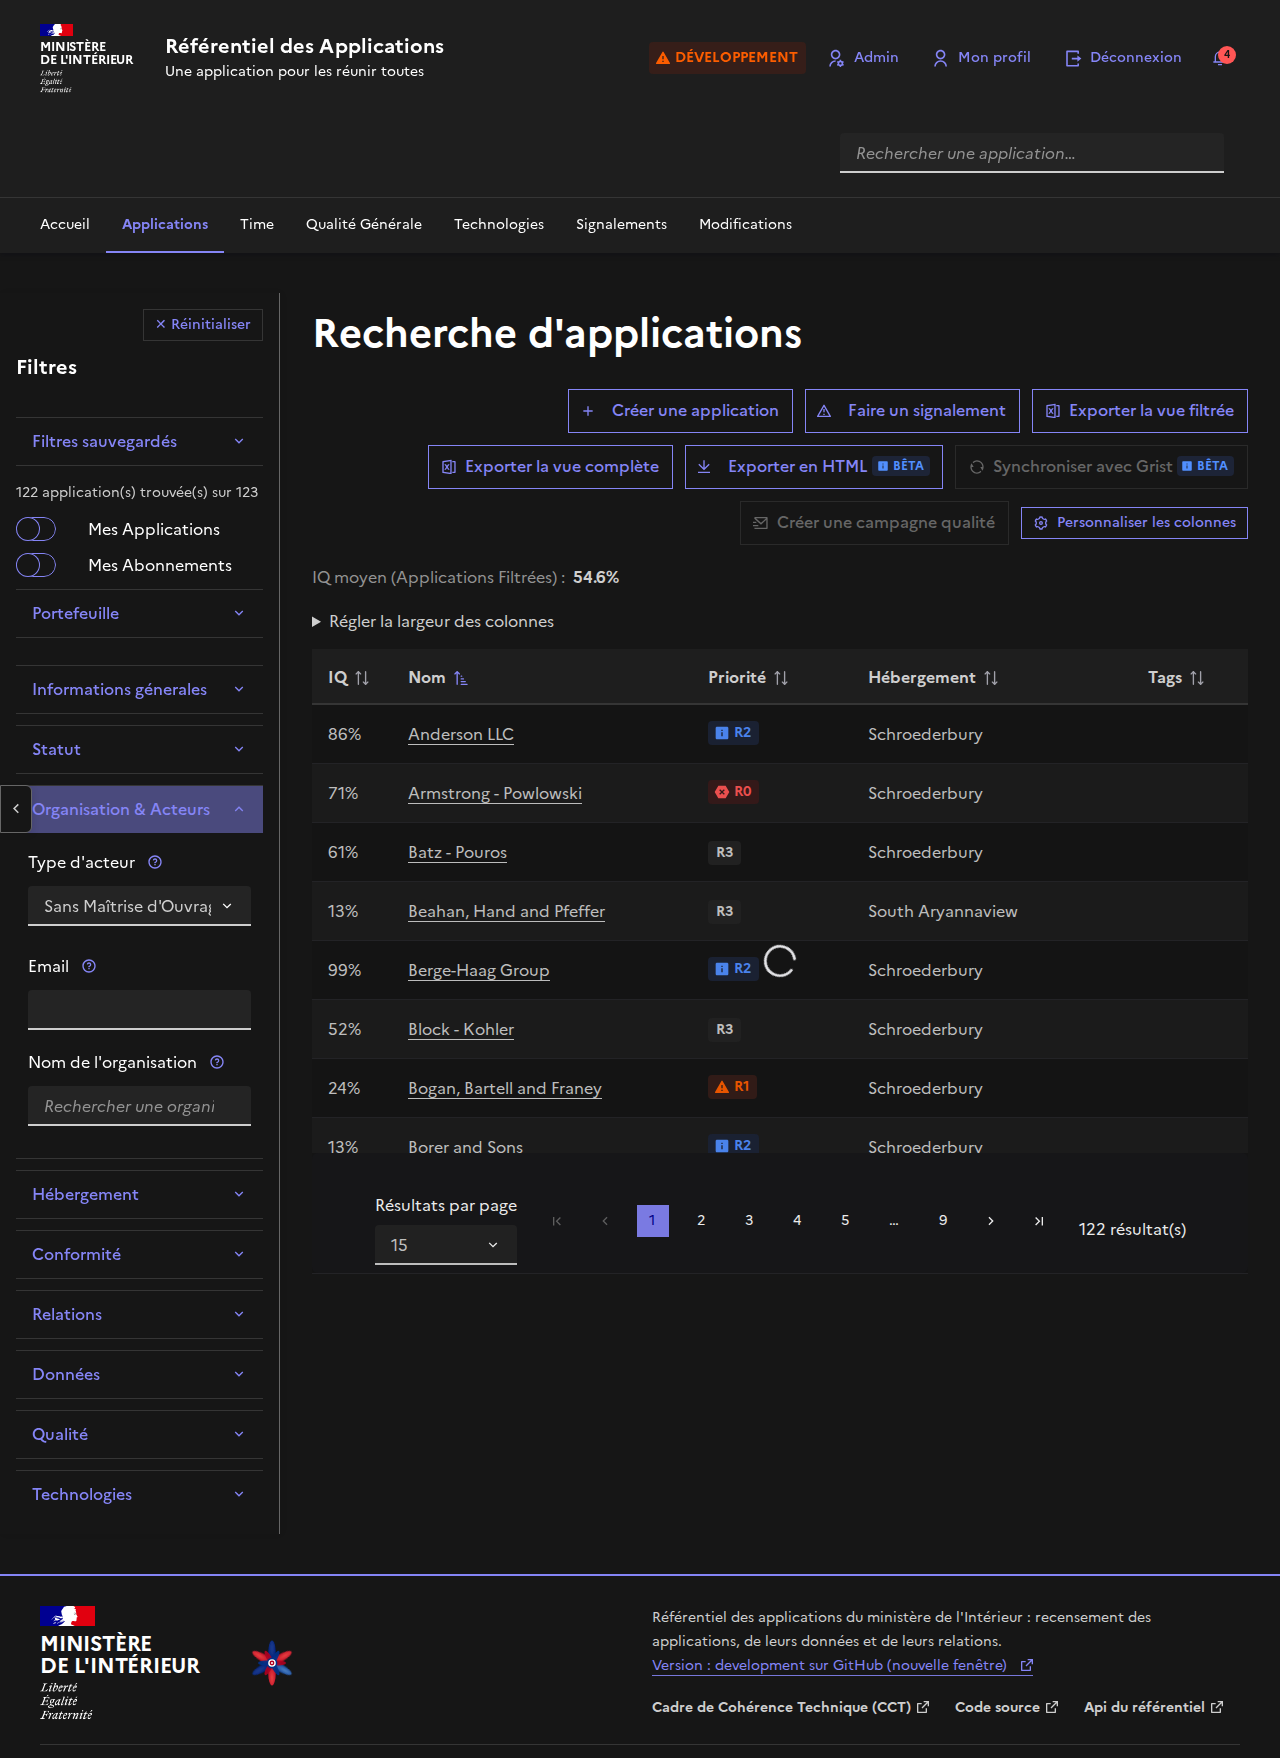 MINISTÈRE
DE L'INTÉRIEUR
Liberté
Égalité
Fraternité
Référentiel des Applications
Une application pour les réunir toutes
DÉVELOPPEMENT
Admin
Mon profil
Déconnexion
4
Rechercher une application...
Accueil
Applications
Time
Qualité Générale
Technologies
Signalements
Modifications
Réinitialiser
Filtres
Filtres sauvegardés
122 application(s) trouvée(s) sur 123
Mes Applications
Mes Abonnements
Portefeuille
Informations génerales
Statut
Organisation & Acteurs
Type d'acteur
Sans Maîtrise d'Ouvrag
Email
Nom de l'organisation
Rechercher une organi
Hébergement
Conformité
Relations
Données
Qualité
Technologies
Recherche d'applications
Créer une application
Faire un signalement
Exporter la vue filtrée
Exporter la vue complète
Exporter en HTML BÊTA
Synchroniser avec Grist BÊTA
Créer une campagne qualité
Personnaliser les colonnes
IQ moyen (Applications Filtrées) : 54.6%
Régler la largeur des colonnes
IQ Nom Priorité Hébergement Tags
86% Anderson LLC R2 Schroederbury
71% Armstrong - Powlowski R0 Schroederbury
61% Batz - Pouros R3 Schroederbury
13% Beahan, Hand and Pfeffer R3 South Aryannaview
99% Berge-Haag Group R2 Schroederbury
52% Block - Kohler R3 Schroederbury
24% Bogan, Bartell and Franey R1 Schroederbury
13% Borer and Sons R2 Schroederbury
Résultats par page
15
1 2 3 4 5 ... 9
122 résultat(s)
MINISTÈRE
DE L'INTÉRIEUR
Liberté
Égalité
Fraternité
Référentiel des applications du ministère de l'Intérieur : recensement des
applications, de leurs données et de leurs relations.
Version : development sur GitHub (nouvelle fenêtre)
Cadre de Cohérence Technique (CCT)
Code source
Api du référentiel